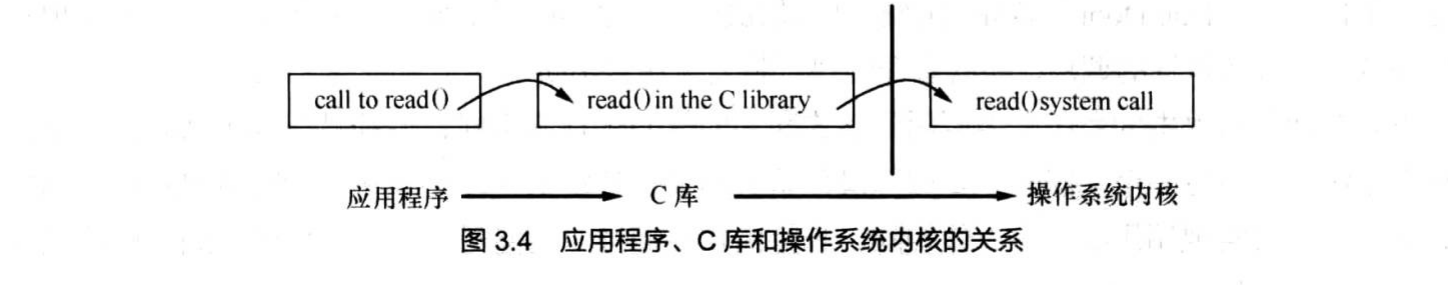 call to read()
read()in the C library
read()system call
应用程序 C 库 操作系统内核
图 3.4 应用程序、C 库和操作系统内核的关系